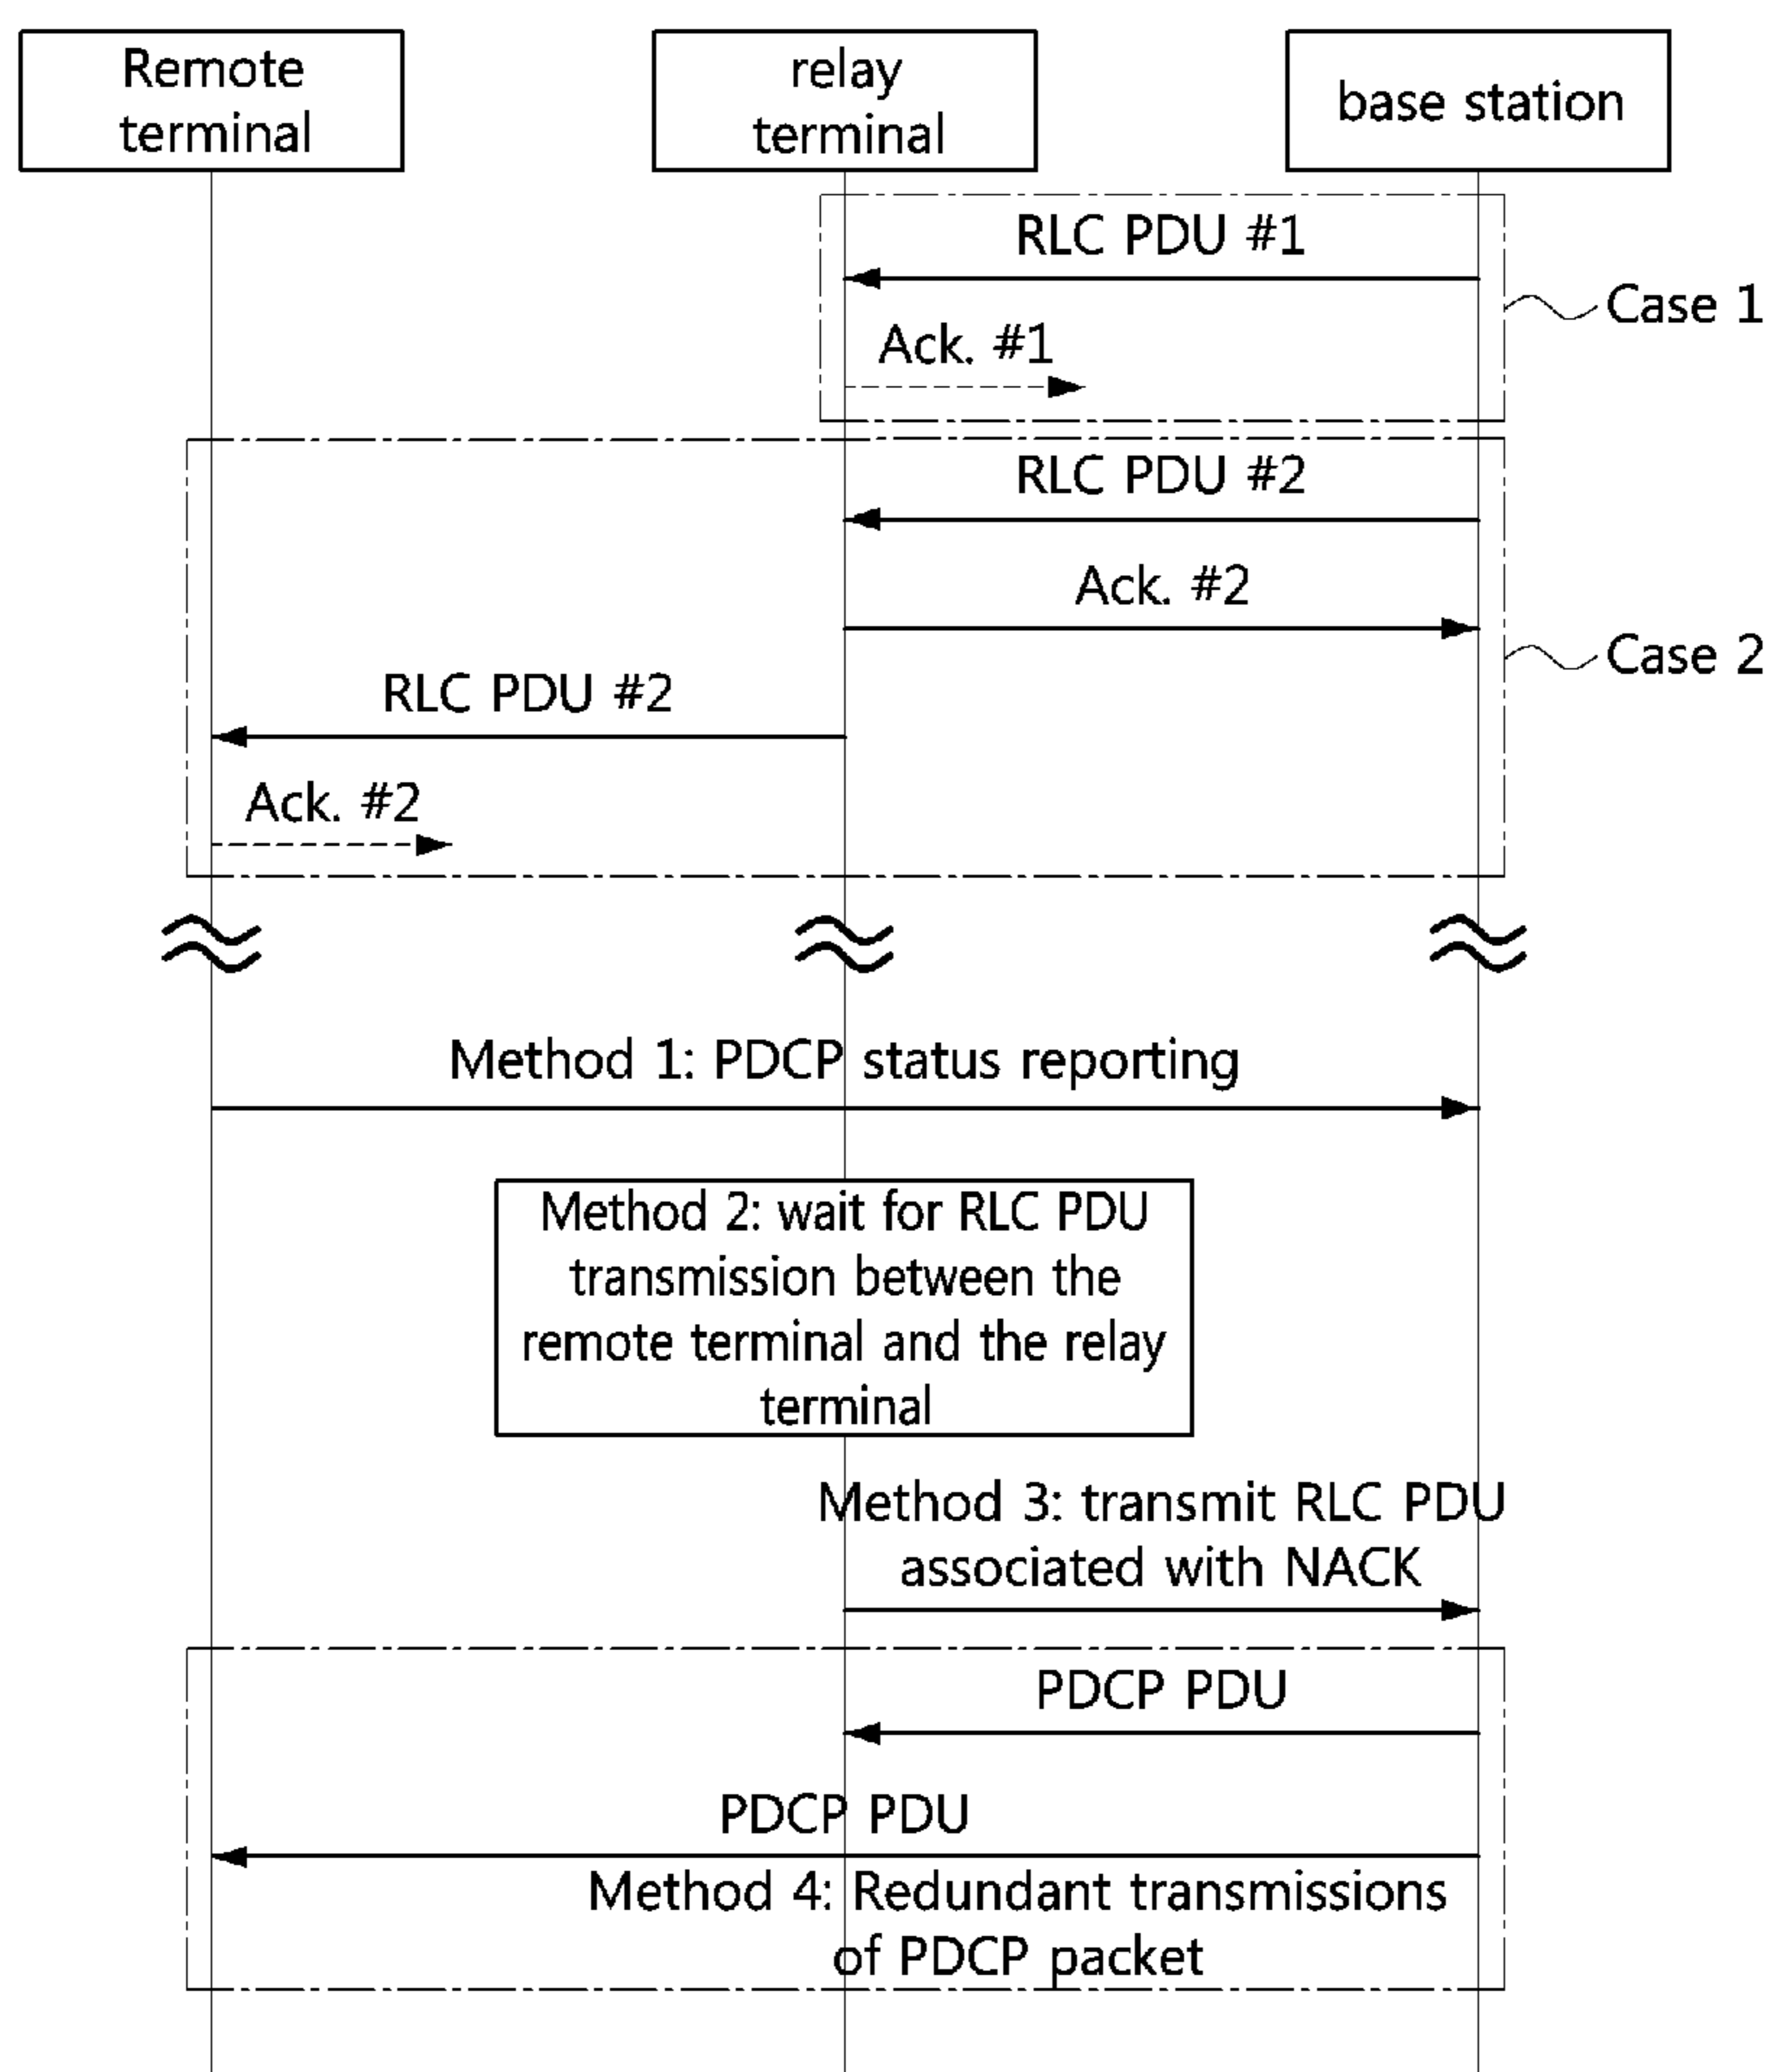 Remote
terminal
relay
terminal
base station
RLC PDU #1
Case 1
Ack. #1
RLC PDU #2
Ack. #2
Case 2
RLC PDU #2
Ack. #2
Method 1: PDCP status reporting
Method 2: wait for RLC PDU
transmission between the
remote terminal and the relay
terminal
Method 3: transmit RLC PDU
associated with NACK
PDCP PDU
PDCP PDU
Method 4: Redundant transmissions
of PDCP packet